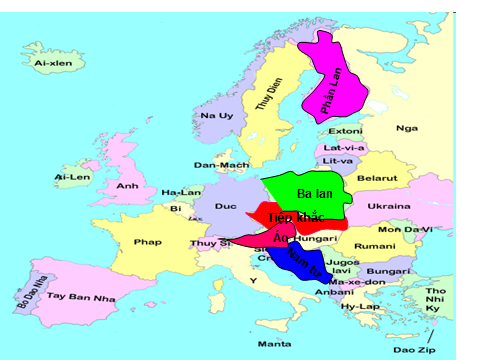 Ai-xlen
Thuy Dien
Phần Lan
Na Uy
Nga
Extoni
Lat-vi-a
Lit-va
Dan-Mach
Ai-Len
Anh
Ha-Lan
Belarut
Ba lan
Bi
Duc
Ukraina
Tiệp khắc
Mon Da Vi
Phap
Thuy Si
Áo
Hungari
Rumani
Nam tư
Jugos
lavi
Bungari
Ma-xe-don
Anbani
Bo Dao Nha
Tay Ban Nha
Y
Hy-Lap
Tho
Nhi
Ky
Manta
Dao Zip